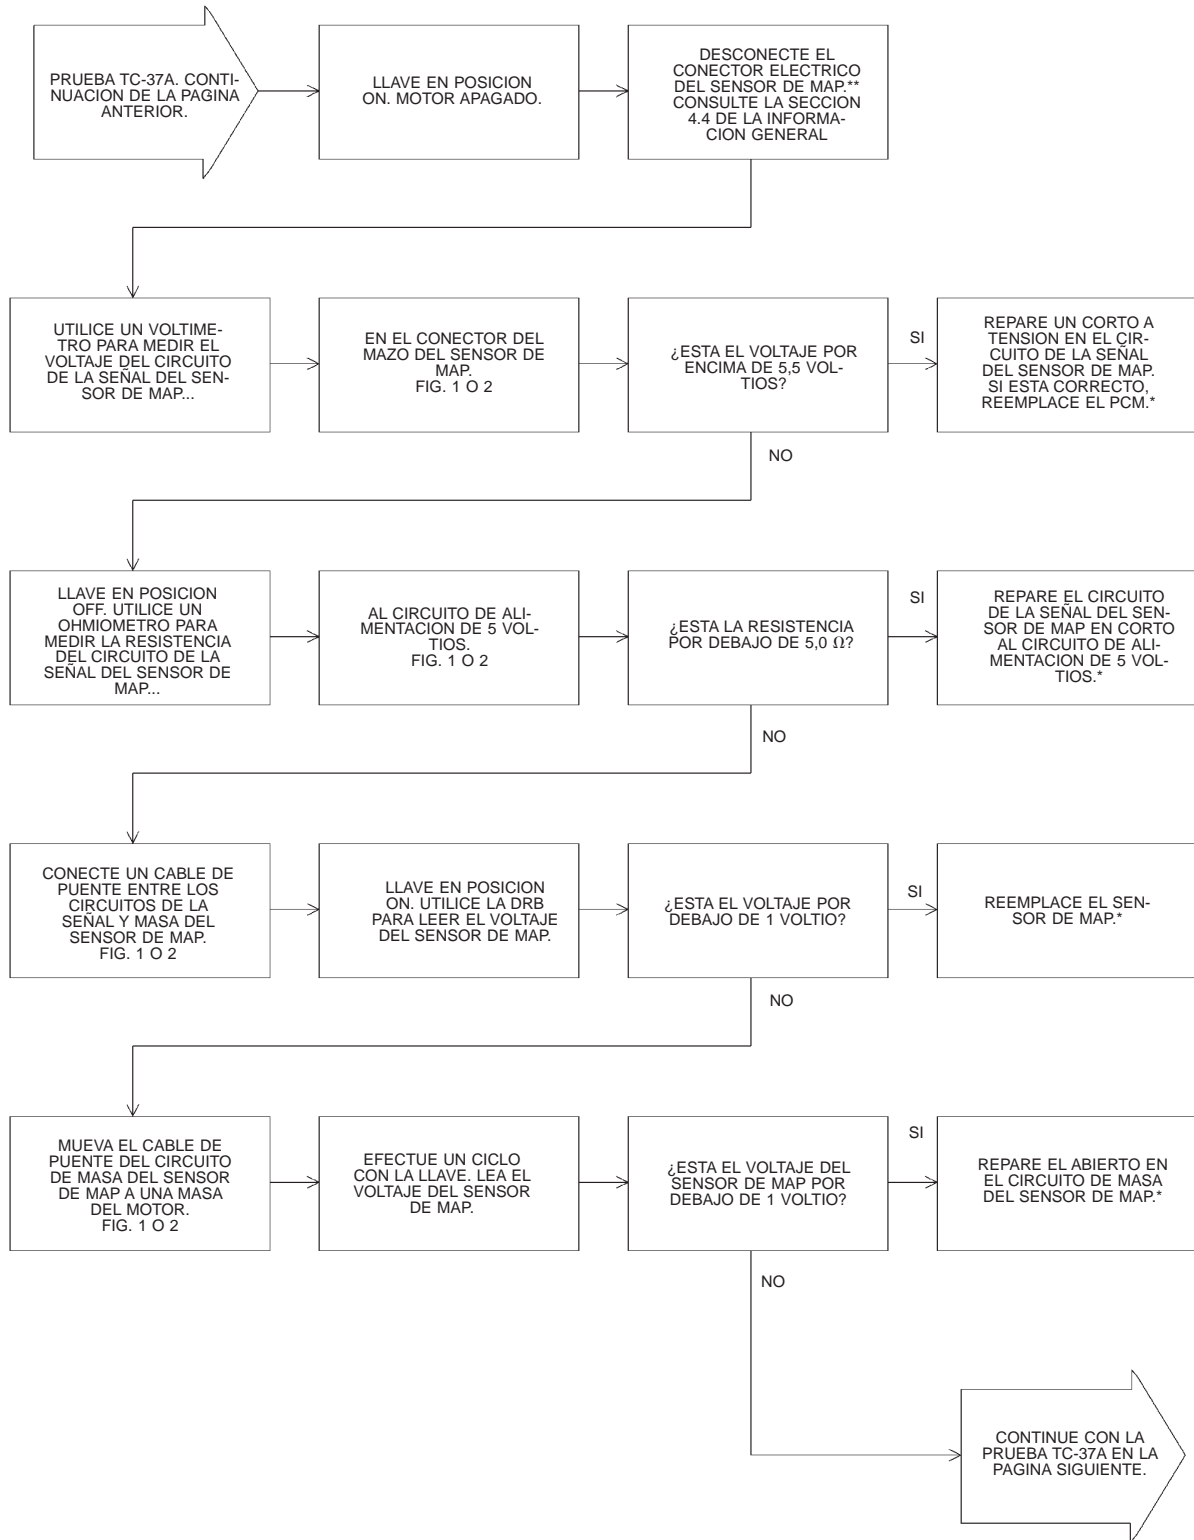 PRUEBA TC-37A. CONTI-
NUACION DE LA PAGINA
ANTERIOR.
LLAVE EN POSICION
ON. MOTOR APAGADO.
DESCONECTE EL
CONECTOR ELECTRICO
DEL SENSOR DE MAP.**
CONSULTE LA SECCION
4.4 DE LA INFORMA-
CION GENERAL
UTILICE UN VOLTIME-
TRO PARA MEDIR EL
VOLTAJE DEL CIRCUITO
DE LA SEÑAL DEL SEN-
SOR DE MAP...
EN EL CONECTOR DEL
MAZO DEL SENSOR DE
MAP.
FIG. 1 O 2
¿ESTA EL VOLTAJE POR
ENCIMA DE 5,5 VOL-
TIOS?
SI
REPARE UN CORTO A
TENSION EN EL CIR-
CUITO DE LA SEÑAL
DEL SENSOR DE MAP.
SI ESTA CORRECTO,
REEMPLACE EL PCM.*
NO
LLAVE EN POSICION
OFF. UTILICE UN
OHMIOMETRO PARA
MEDIR LA RESISTENCIA
DEL CIRCUITO DE LA
SEÑAL DEL SENSOR DE
MAP...
AL CIRCUITO DE ALI-
MENTACION DE 5 VOL-
TIOS.
FIG. 1 O 2
¿ESTA LA RESISTENCIA
POR DEBAJO DE 5,0 Ω?
SI
REPARE EL CIRCUITO
DE LA SEÑAL DEL SEN-
SOR DE MAP EN CORTO
AL CIRCUITO DE ALI-
MENTACION DE 5 VOL-
TIOS.*
NO
CONECTE UN CABLE DE
PUENTE ENTRE LOS
CIRCUITOS DE LA
SEÑAL Y MASA DEL
SENSOR DE MAP.
FIG. 1 O 2
LLAVE EN POSICION
ON. UTILICE LA DRB
PARA LEER EL VOLTAJE
DEL SENSOR DE MAP.
¿ESTA EL VOLTAJE POR
DEBAJO DE 1 VOLTIO?
SI
REEMPLACE EL SEN-
SOR DE MAP.*
NO
MUEVA EL CABLE DE
PUENTE DEL CIRCUITO
DE MASA DEL SENSOR
DE MAP A UNA MASA
DEL MOTOR.
FIG. 1 O 2
EFECTUE UN CICLO
CON LA LLAVE. LEA EL
VOLTAJE DEL SENSOR
DE MAP.
¿ESTA EL VOLTAJE DEL
SENSOR DE MAP POR
DEBAJO DE 1 VOLTIO?
SI
REPARE EL ABIERTO EN
EL CIRCUITO DE MASA
DEL SENSOR DE MAP.*
NO
CONTINUE CON LA
PRUEBA TC-37A EN LA
PAGINA SIGUIENTE.